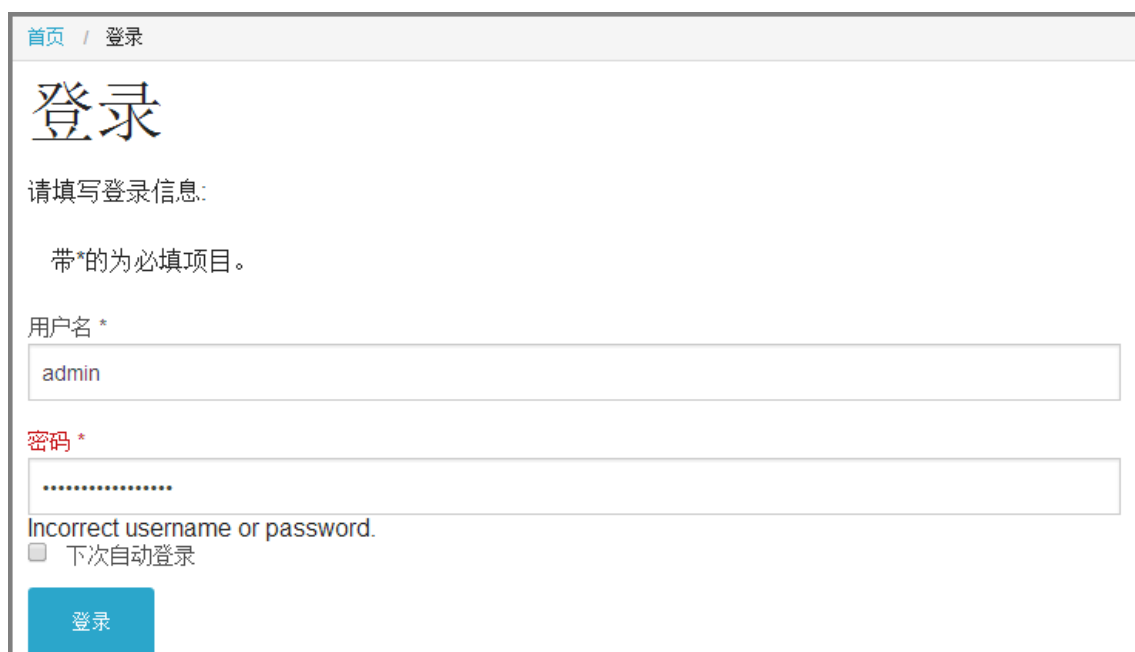 首页 / 登录
登录
请填写登录信息:
带*的为必填项目。
用户名 *
admin
密码 *
•••••••••••••••••
Incorrect username or password.
下次自动登录
登录